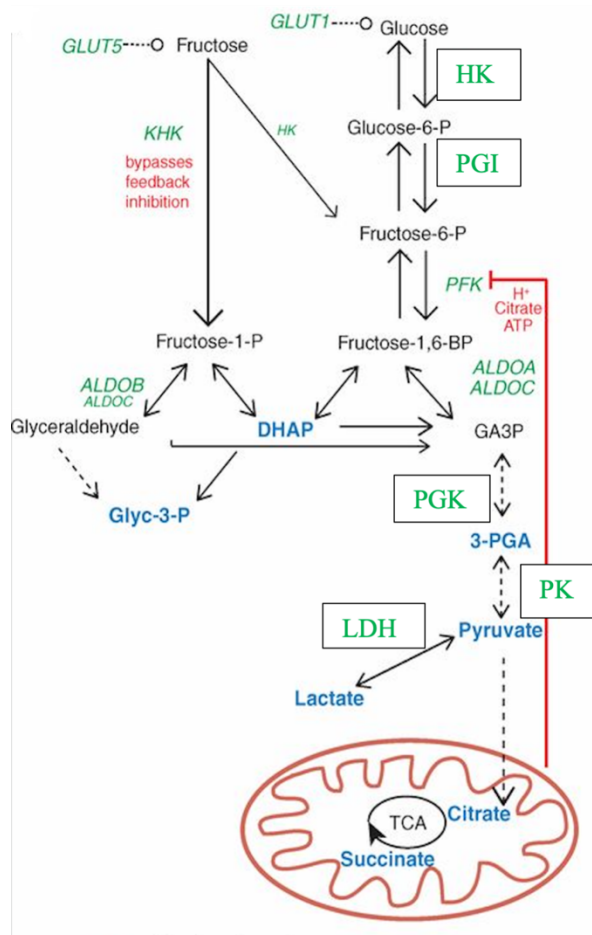 GLUT5
Fructose
GLUT1
Glucose
HK
KHK
bypasses
feedback
inhibition
HK
Glucose-6-P
PGI
Fructose-6-P
PFK
H⁺
Citrate
ATP
Fructose-1-P
Fructose-1,6-BP
ALDOB
ALDOC
ALDOA
ALDOC
Glyceraldehyde
DHAP
GA3P
Glyc-3-P
PGK
3-PGA
PK
LDH
Pyruvate
Lactate
TCA
Citrate
Succinate